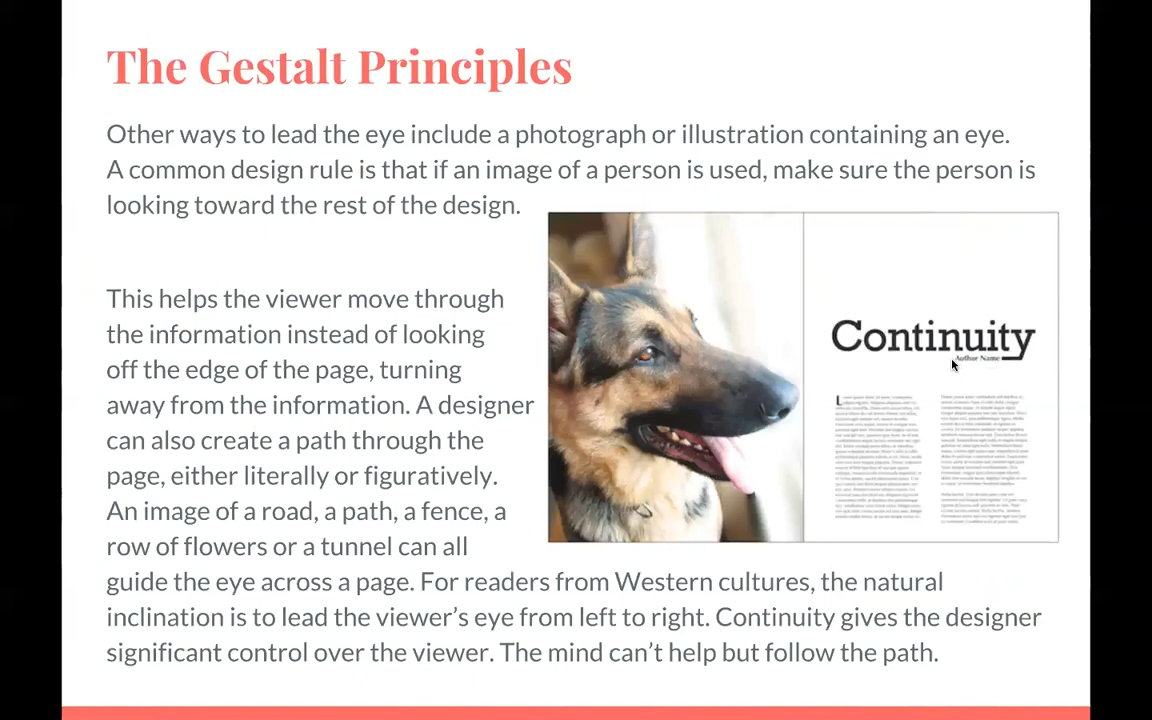 The Gestalt Principles
Other ways to lead the eye include a photograph or illustration containing an eye.
A common design rule is that if an image of a person is used, make sure the person is
looking toward the rest of the design.
This helps the viewer move through
the information instead of looking
off the edge of the page, turning
away from the information. A designer
can also create a path through the
page, either literally or figuratively.
An image of a road, a path, a fence, a
row of flowers or a tunnel can all
guide the eye across a page. For readers from Western cultures, the natural
inclination is to lead the viewer’s eye from left to right. Continuity gives the designer
significant control over the viewer. The mind can’t help but follow the path.
Continuity
Author Name